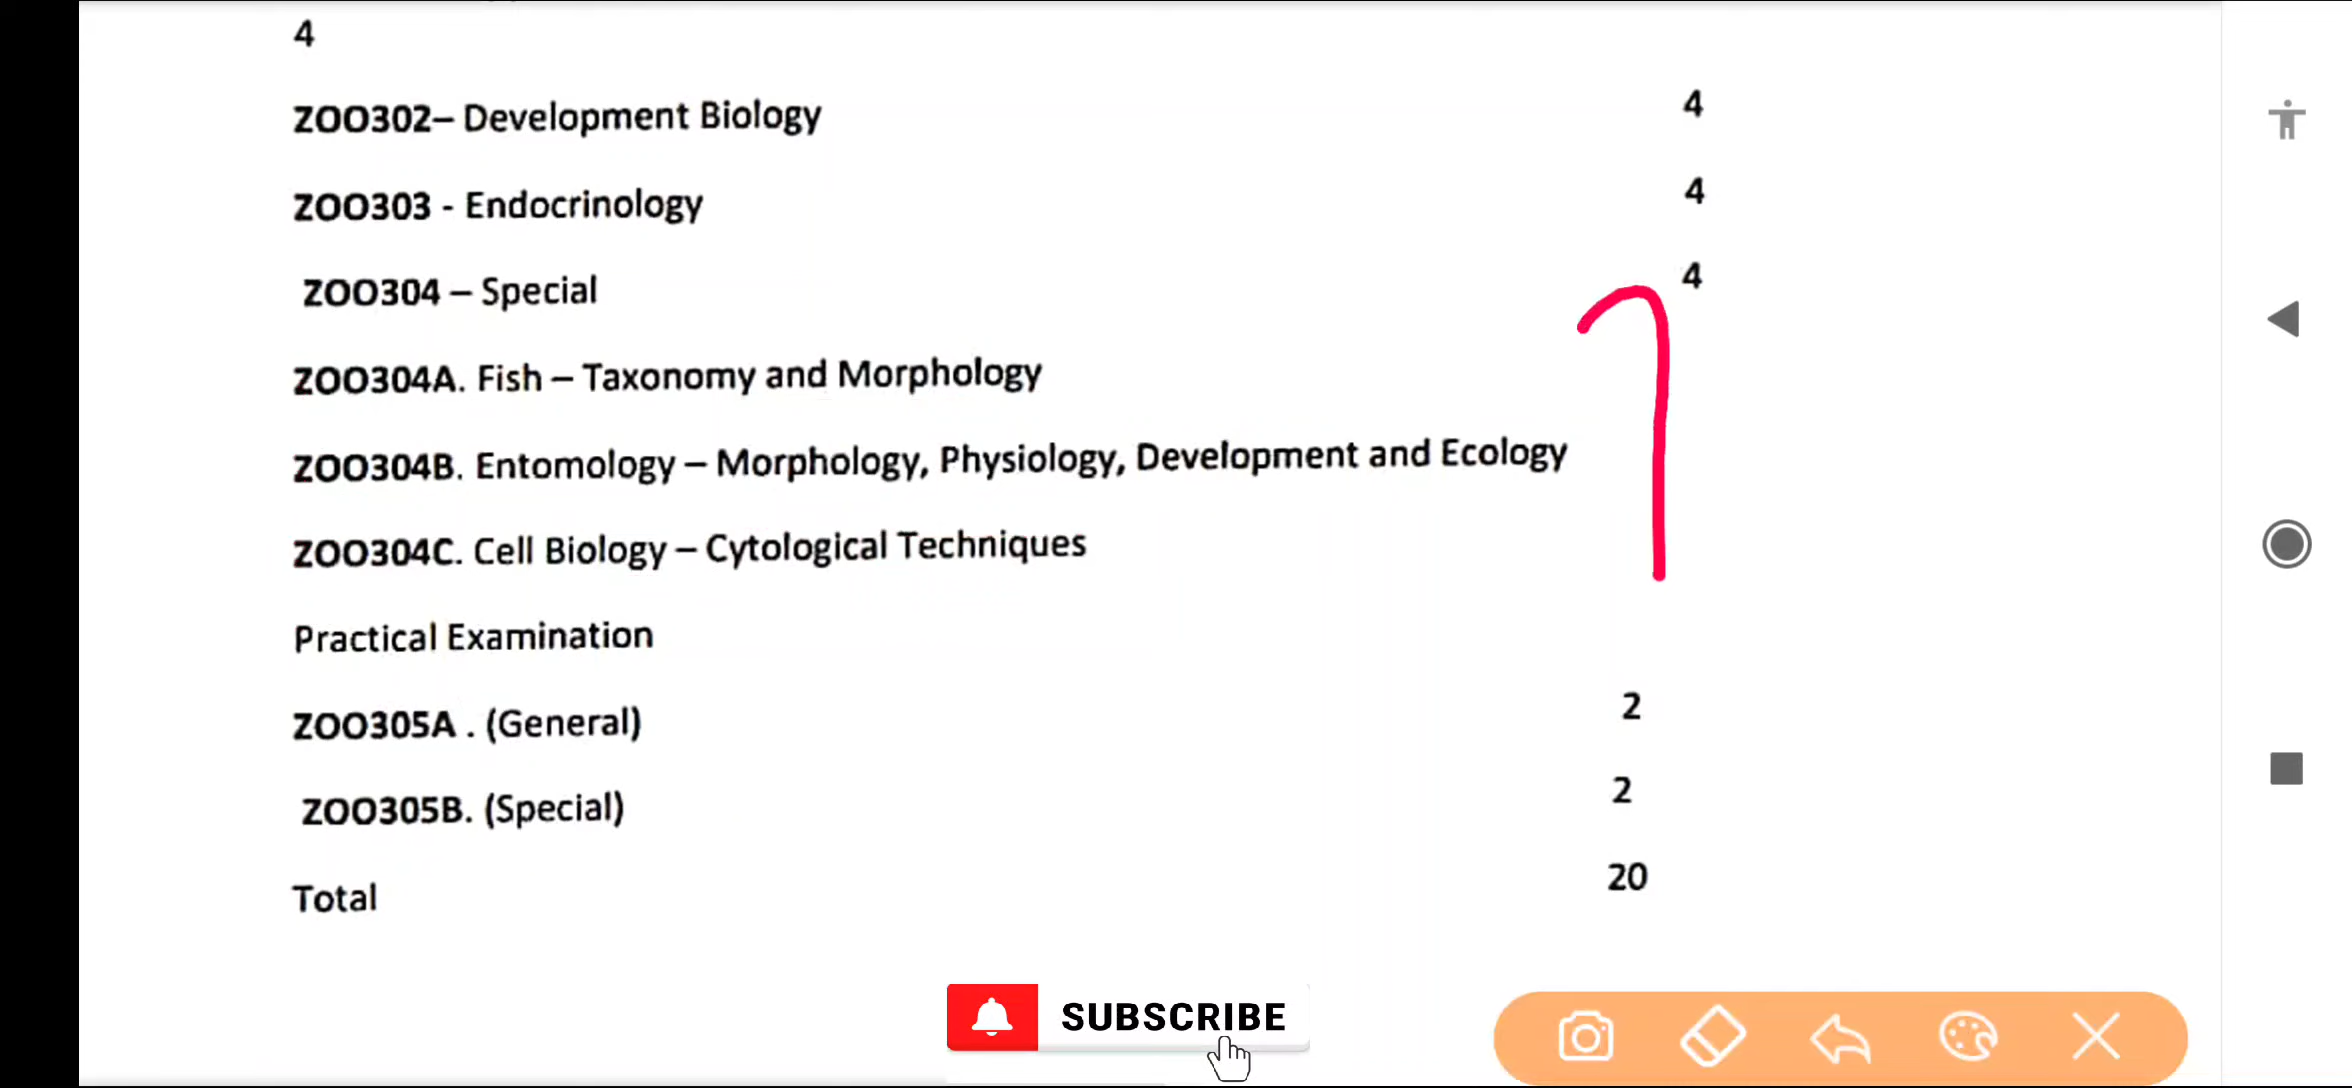 4
ZOO302– Development Biology 4
ZOO303 - Endocrinology 4
ZOO304 – Special 4
ZOO304A. Fish – Taxonomy and Morphology
ZOO304B. Entomology – Morphology, Physiology, Development and Ecology
ZOO304C. Cell Biology – Cytological Techniques
Practical Examination
ZOO305A . (General) 2
ZOO305B. (Special) 2
Total 20
SUBSCRIBE